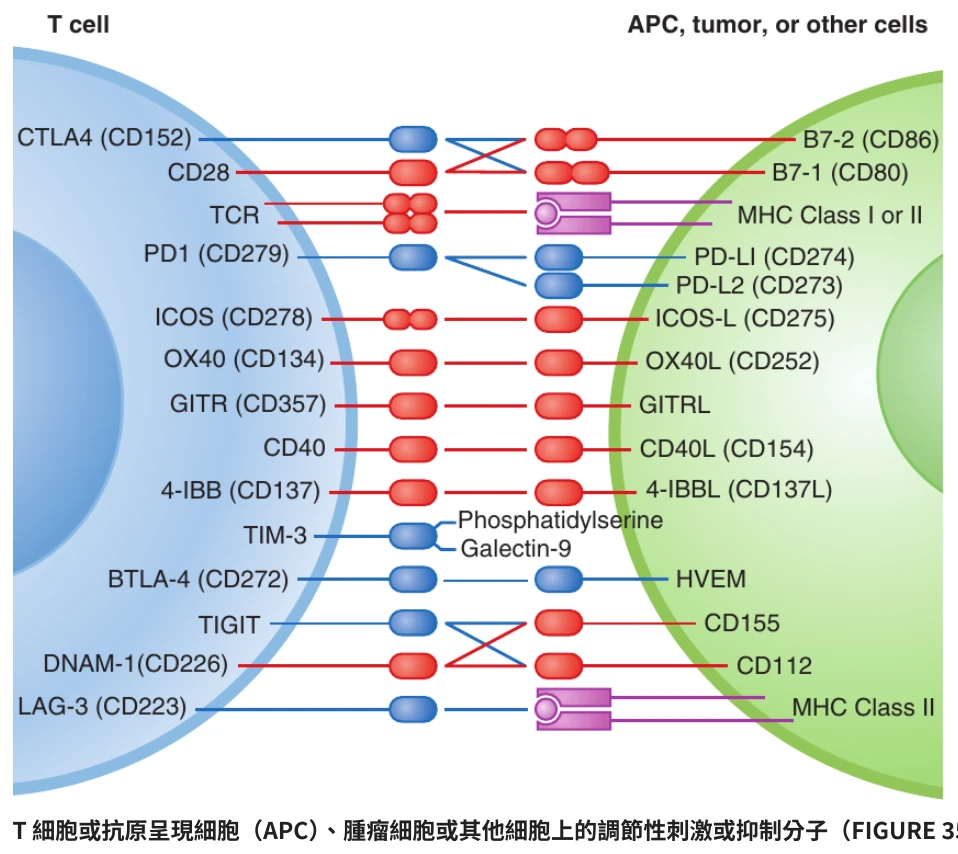 T cell
APC, tumor, or other cells
CTLA4 (CD152)
B7-2 (CD86)
CD28
B7-1 (CD80)
TCR
MHC Class I or II
PD1 (CD279)
PD-LI (CD274)
PD-L2 (CD273)
ICOS (CD278)
ICOS-L (CD275)
OX40 (CD134)
OX40L (CD252)
GITR (CD357)
GITRL
CD40
CD40L (CD154)
4-IBB (CD137)
4-IBBL (CD137L)
Phosphatidylserine
TIM-3
Galectin-9
BTLA-4 (CD272)
HVEM
TIGIT
CD155
DNAM-1(CD226)
CD112
LAG-3 (CD223)
MHC Class II
T 細胞或抗原呈現細胞（APC）、腫瘤細胞或其他細胞上的調節性刺激或抑制分子（FIGURE 35